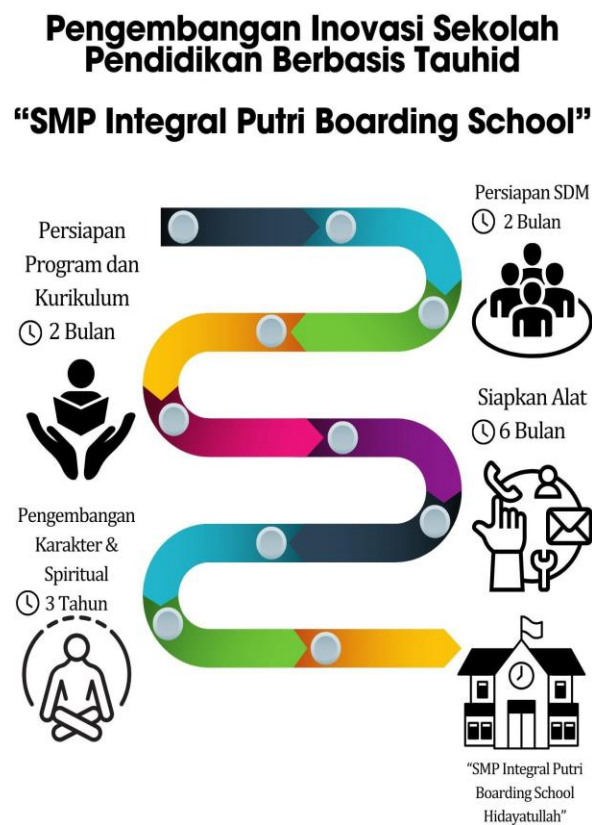 Pengembangan Inovasi Sekolah
Pendidikan Berbasis Tauhid
“SMP Integral Putri Boarding School”
Persiapan SDM
2 Bulan
Persiapan
Program dan
Kurikulum
2 Bulan
Siapkan Alat
6 Bulan
Pengembangan
Karakter &
Spiritual
3 Tahun
“SMP Integral Putri
Boarding School
Hidayatullah”